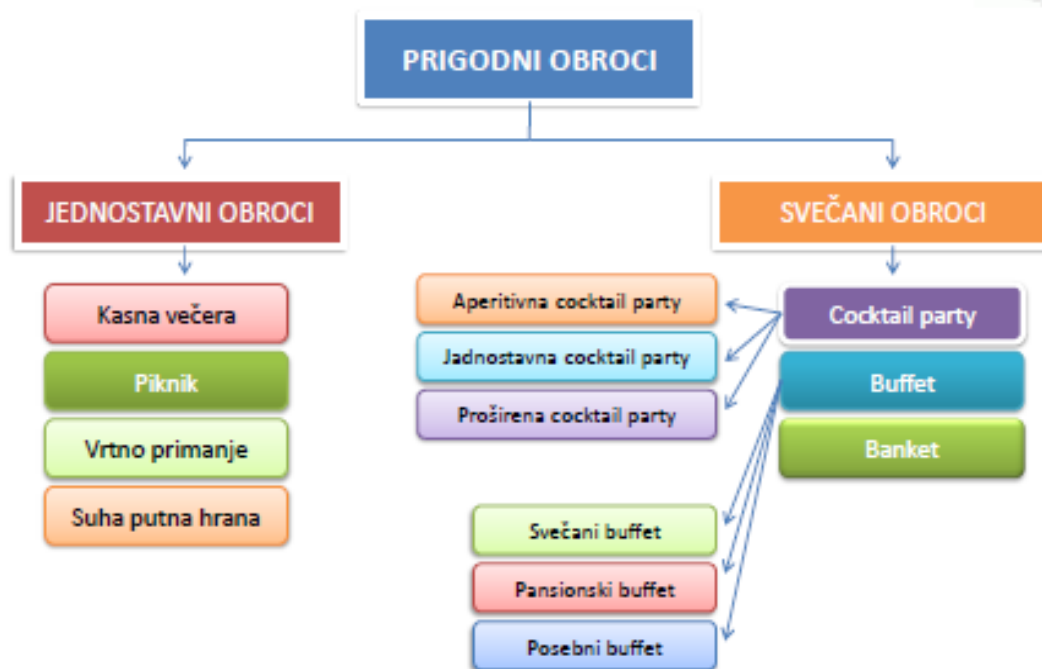 PRIGODNI OBROCI
JEDNOSTAVNI OBROCI
SVEČANI OBROCI
Kasna večera
Piknik
Vrtno primanje
Suha putna hrana
Aperitivna cocktail party
Jadnostavna cocktail party
Proširena cocktail party
Cocktail party
Buffet
Banket
Svečani buffet
Pansionski buffet
Posebni buffet